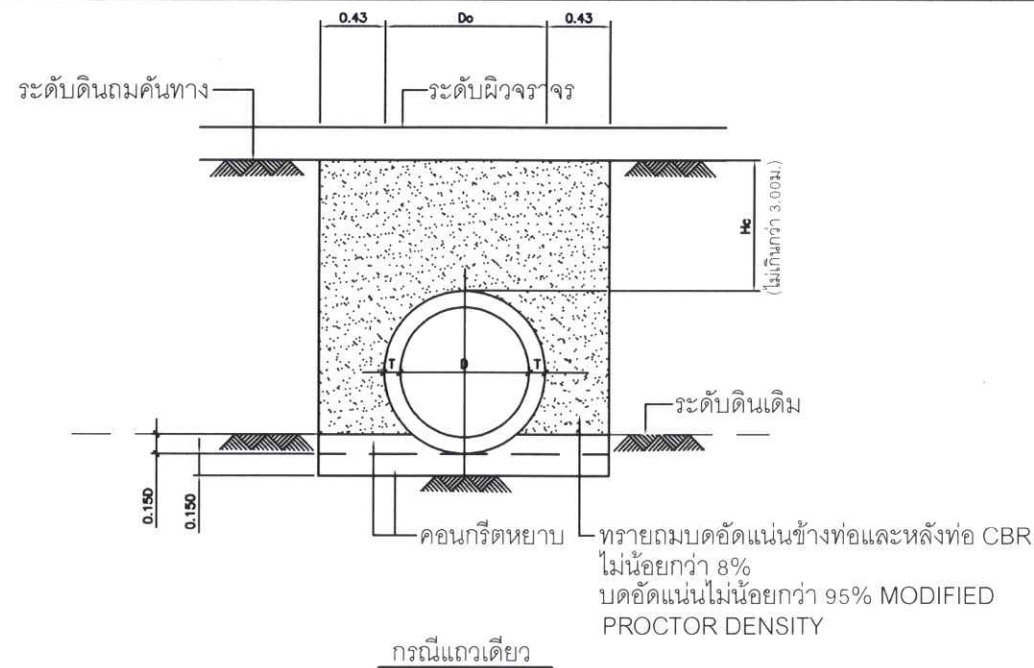 0.43 Do 0.43
ระดับดินถมคันทาง
ระดับผิวจราจร
Hc
(ไม่เกินกว่า 3.00ม.)
T D T
ระดับดินเดิม
0.15D
0.150
คอนกรีตหยาบ
ทรายถมบดอัดแน่นข้างท่อและหลังท่อ CBR
ไม่น้อยกว่า 8%
บดอัดแน่นไม่น้อยกว่า 95% MODIFIED
PROCTOR DENSITY
กรณีแถวเดียว